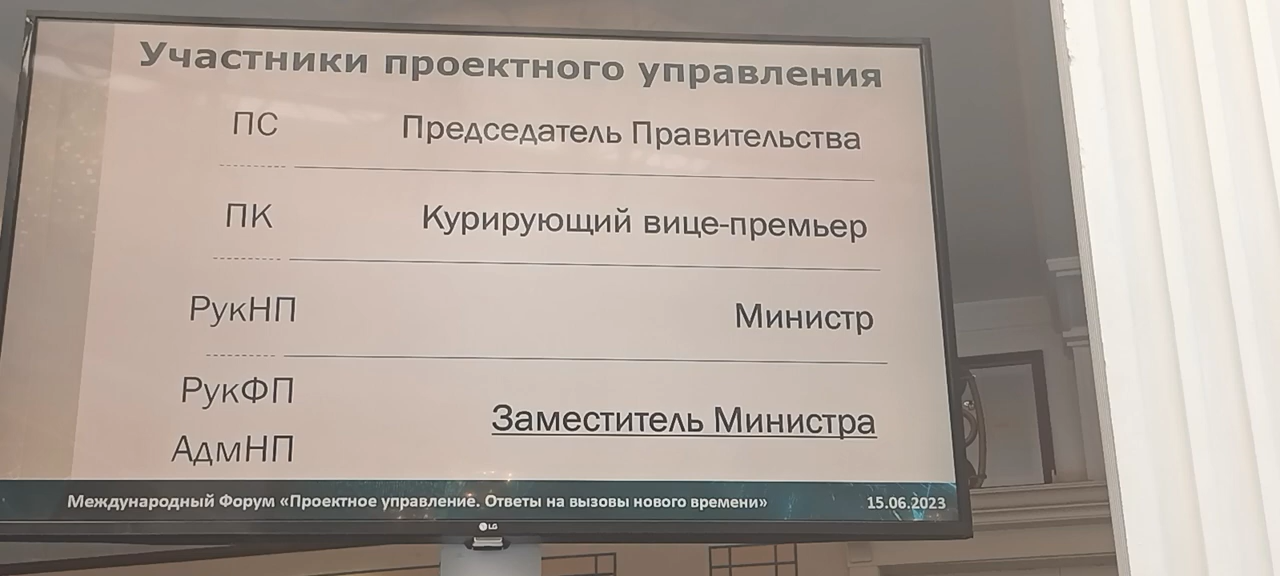 Участники проектного управления
ПС Председатель Правительства
ПК Курирующий вице-премьер
РукНП Министр
РукФП
Заместитель Министра
АдмНП
Международный Форум «Проектное управление. Ответы на вызовы нового времени» 15.06.2023
LG